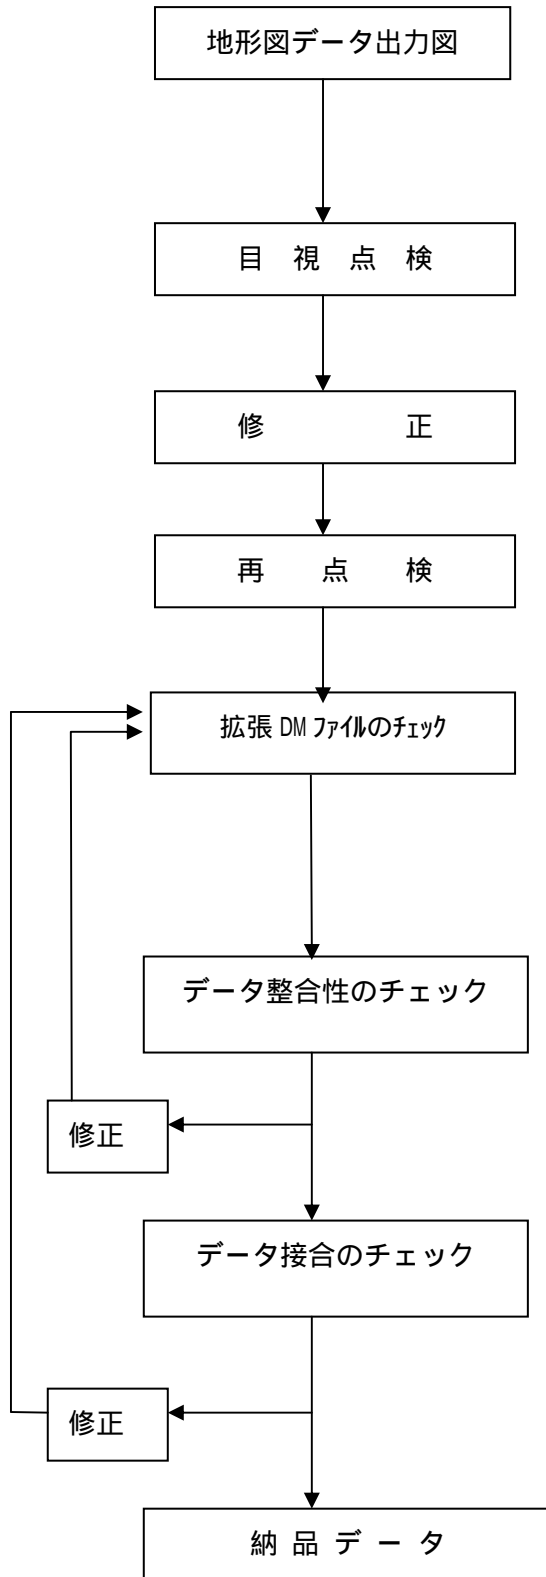 地形図データ出力図
目　視　点　検
修　　　　　正
再　　点　　検
拡張 DM ﾌｧｲﾙのﾁｪｯｸ
データ整合性のチェック
修正
データ接合のチェック
修正
納 品 デ ー タ